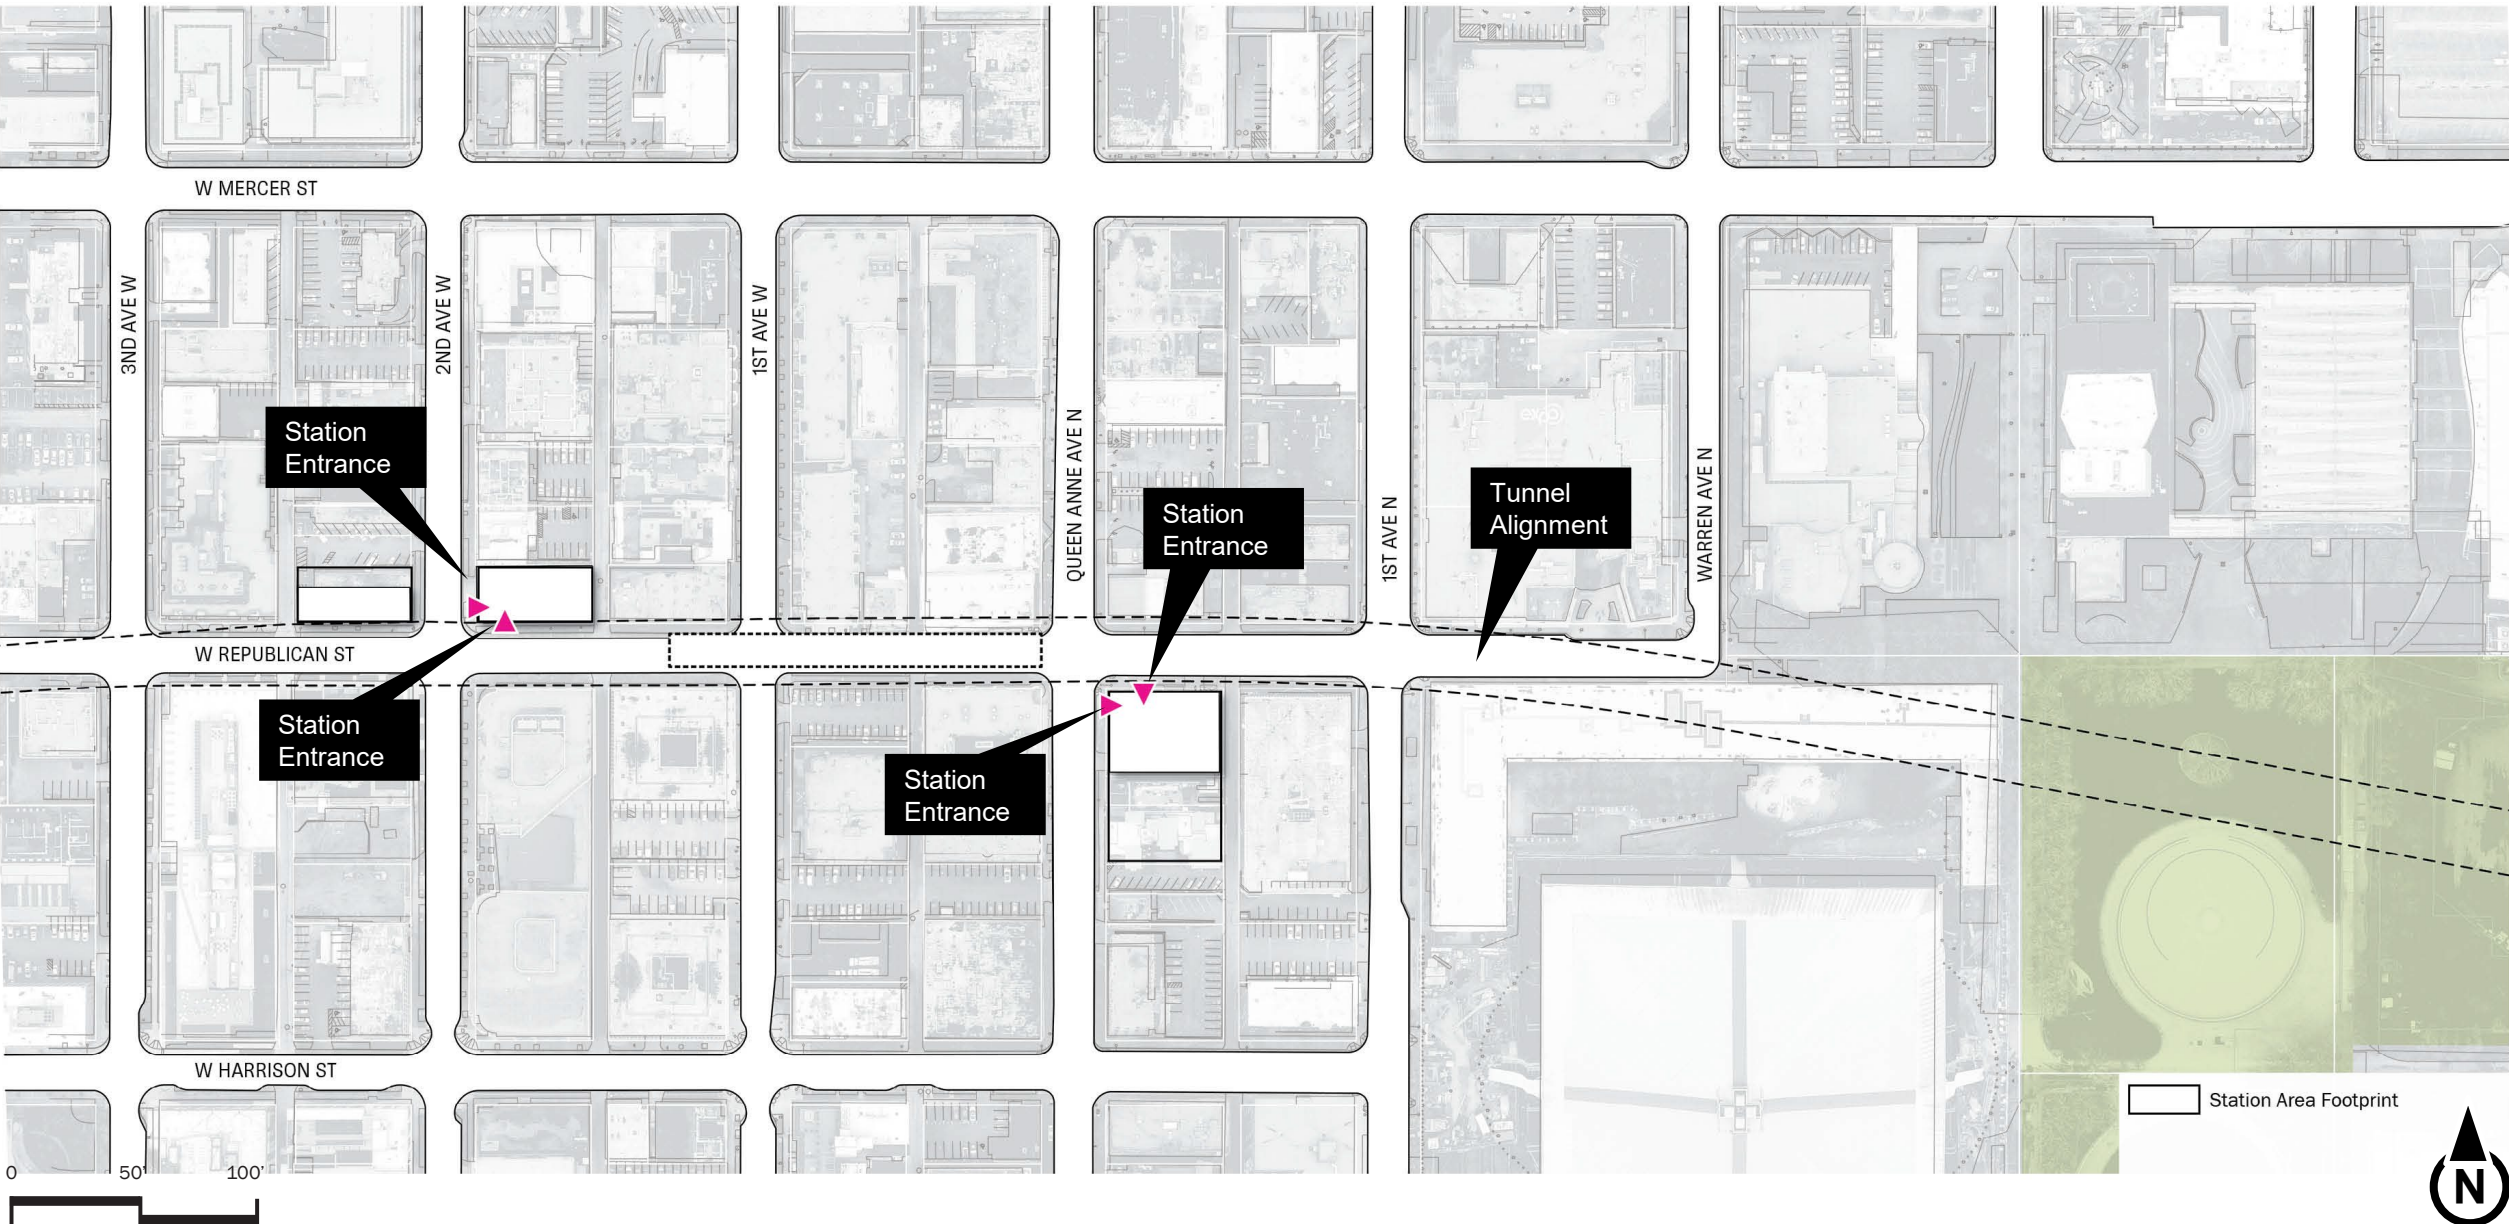 W MERCER ST
3ND AVE W
2ND AVE W
1ST AVE W
QUEEN ANNE AVE N
1ST AVE N
WARREN AVE N
expo
Station
Entrance
Station
Entrance
Tunnel
Alignment
W REPUBLICAN ST
Station
Entrance
Station
Entrance
W HARRISON ST
Station Area Footprint
0 50' 100'
N